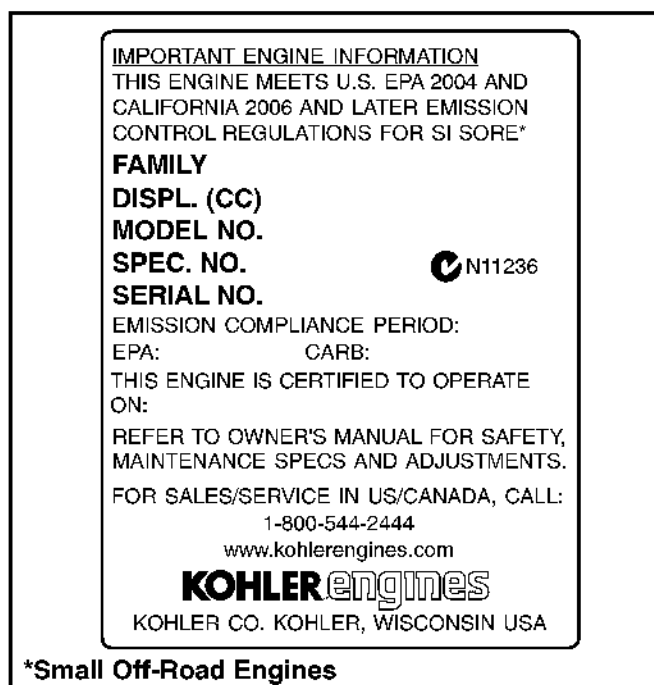 IMPORTANT ENGINE INFORMATION
THIS ENGINE MEETS U.S. EPA 2004 AND
CALIFORNIA 2006 AND LATER EMISSION
CONTROL REGULATIONS FOR SI SORE*
FAMILY
DISPL. (CC)
MODEL NO.
SPEC. NO. N11236
SERIAL NO.
EMISSION COMPLIANCE PERIOD:
EPA: CARB:
THIS ENGINE IS CERTIFIED TO OPERATE
ON:
REFER TO OWNER'S MANUAL FOR SAFETY,
MAINTENANCE SPECS AND ADJUSTMENTS.
FOR SALES/SERVICE IN US/CANADA, CALL:
1-800-544-2444
www.kohlerengines.com
KOHLER engines
KOHLER CO. KOHLER, WISCONSIN USA
*Small Off-Road Engines